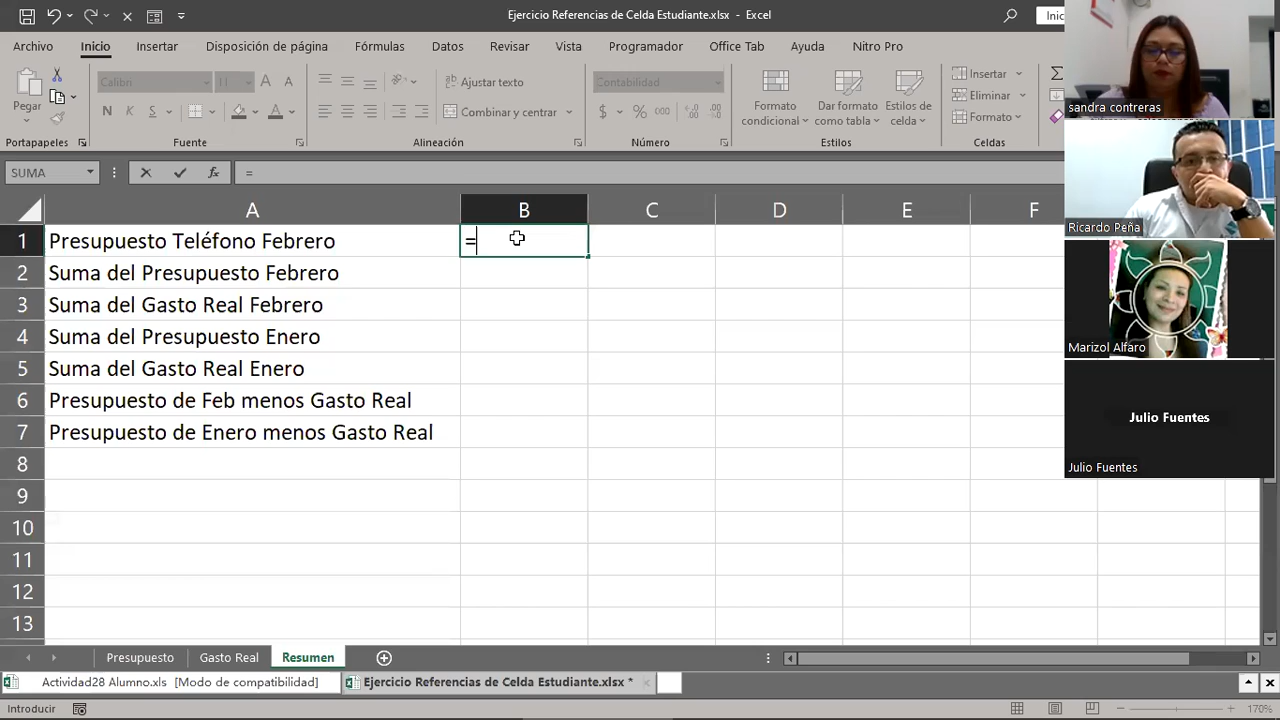 Ejercicio Referencias de Celda Estudiante.xlsx - Excel
Inic
Archivo Inicio Insertar Disposición de página Fórmulas Datos Revisar Vista Programador Office Tab Ayuda Nitro Pro
Pegar
Calibri 11 A A
N K S A
Ajustar texto
Combinar y centrar
Contabilidad
$ % 000
Formato condicional
Dar formato como tabla
Estilos de celda
Insertar
Eliminar
Formato
Portapapeles Fuente Alineación Número Estilos Celdas
SUMA fx =
A B C D E F
1 Presupuesto Teléfono Febrero =
2 Suma del Presupuesto Febrero
3 Suma del Gasto Real Febrero
4 Suma del Presupuesto Enero
5 Suma del Gasto Real Enero
6 Presupuesto de Feb menos Gasto Real
7 Presupuesto de Enero menos Gasto Real
8
9
10
11
12
13
Presupuesto Gasto Real Resumen
Actividad28 Alumno.xls [Modo de compatibilidad] Ejercicio Referencias de Celda Estudiante.xlsx *
Introducir 170%
sandra contreras
Ricardo Peña
Marizol Alfaro
Julio Fuentes
Julio Fuentes